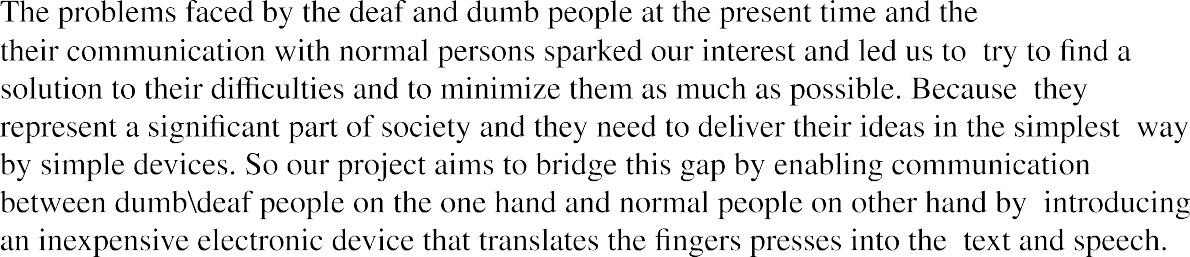 The problems faced by the deaf and dumb people at the present time and the
their communication with normal persons sparked our interest and led us to try to find a
solution to their difficulties and to minimize them as much as possible. Because they
represent a significant part of society and they need to deliver their ideas in the simplest way
by simple devices. So our project aims to bridge this gap by enabling communication
between dumb\deaf people on the one hand and normal people on other hand by introducing
an inexpensive electronic device that translates the fingers presses into the text and speech.